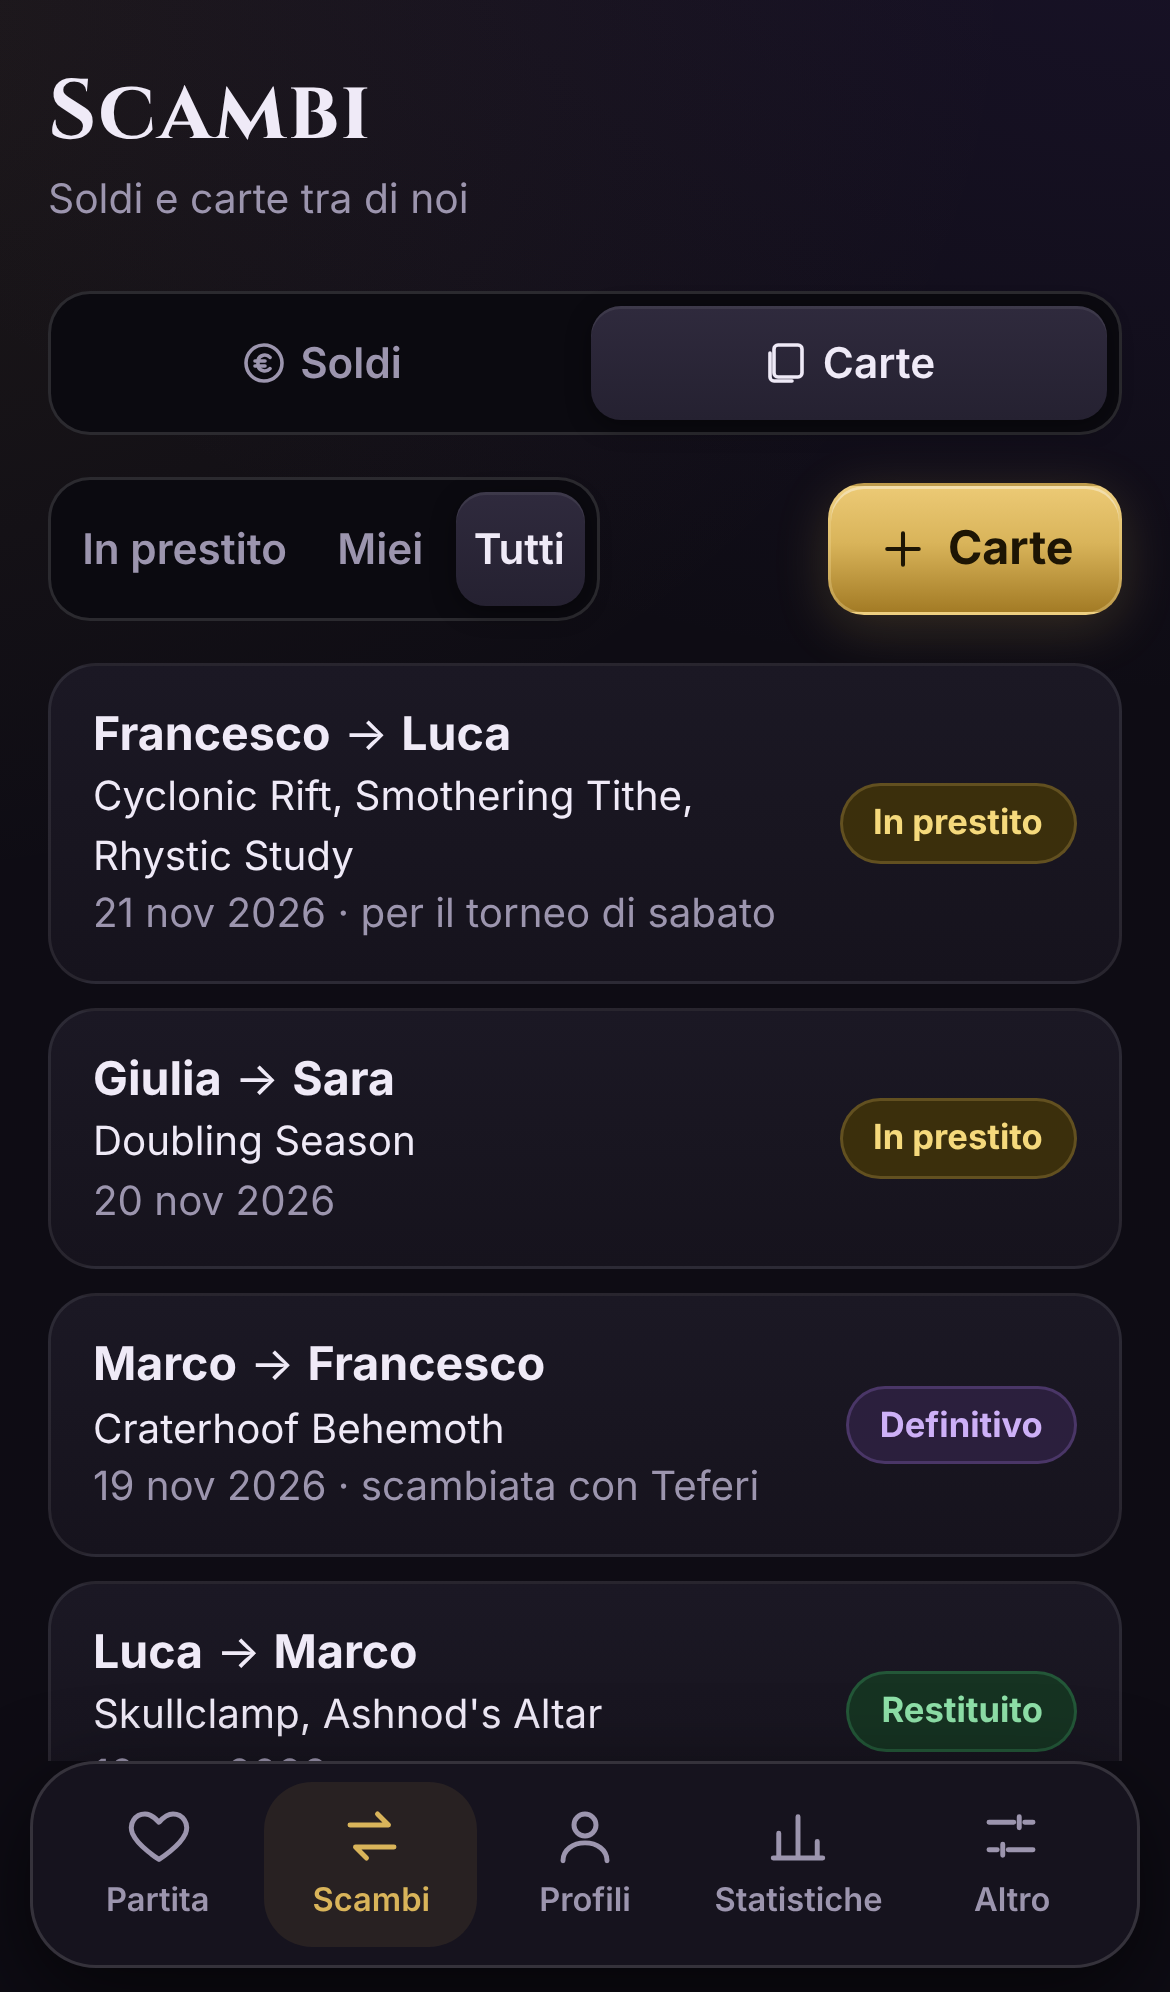 Scambi
Soldi e carte tra di noi
Soldi
Carte
In prestito
Miei
Tutti
+ Carte
Francesco → Luca
Cyclonic Rift, Smothering Tithe,
Rhystic Study
21 nov 2026 · per il torneo di sabato
In prestito
Giulia → Sara
Doubling Season
20 nov 2026
In prestito
Marco → Francesco
Craterhoof Behemoth
19 nov 2026 · scambiata con Teferi
Definitivo
Luca → Marco
Skullclamp, Ashnod's Altar
Restituito
Partita
Scambi
Profili
Statistiche
Altro